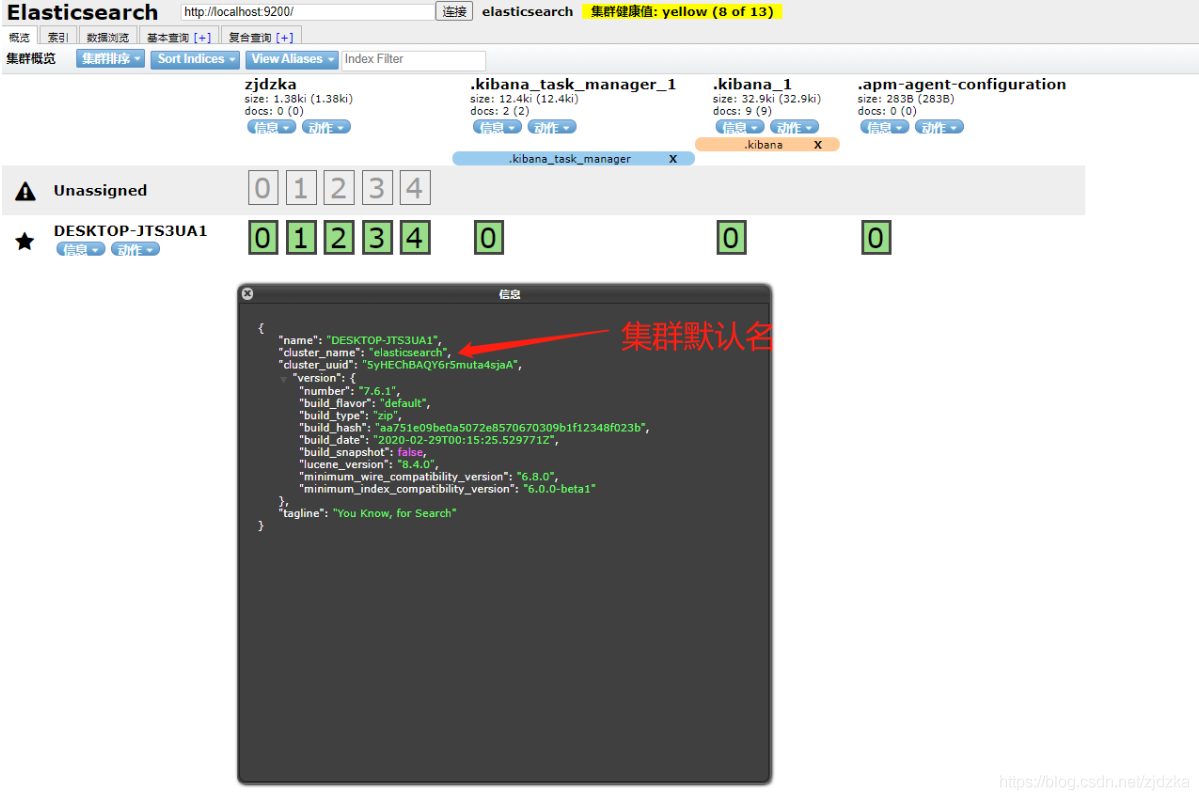 Elasticsearch http://localhost:9200/ 连接 elasticsearch 集群健康值: yellow (8 of 13)
概览 索引 数据浏览 基本查询 [+] 复合查询 [+]
集群概览 集群排序 Sort Indices View Aliases Index Filter
zjdzka .kibana_task_manager_1 .kibana_1 .apm-agent-configuration
size: 1.38ki (1.38ki) size: 12.4ki (12.4ki) size: 32.9ki (32.9ki) size: 283B (283B)
docs: 0 (0) docs: 2 (2) docs: 9 (9) docs: 0 (0)
信息 动作 信息 动作 信息 动作 信息 动作
.kibana X
.kibana_task_manager X
Unassigned 0 1 2 3 4
DESKTOP-JTS3UA1 0 1 2 3 4 0 0 0
信息 动作
信息
{
"name": "DESKTOP-JTS3UA1",
"cluster_name": "elasticsearch", 集群默认名
"cluster_uuid": "5yHEChBAQY6r5muta4sjaA",
"version": {
"number": "7.6.1",
"build_flavor": "default",
"build_type": "zip",
"build_hash": "aa751e09be0a5072e8570670309b1f12348f023b",
"build_date": "2020-02-29T00:15:25.529771Z",
"build_snapshot": false,
"lucene_version": "8.4.0",
"minimum_wire_compatibility_version": "6.8.0",
"minimum_index_compatibility_version": "6.0.0-beta1"
},
"tagline": "You Know, for Search"
}
https://blog.csdn.net/zjdzka